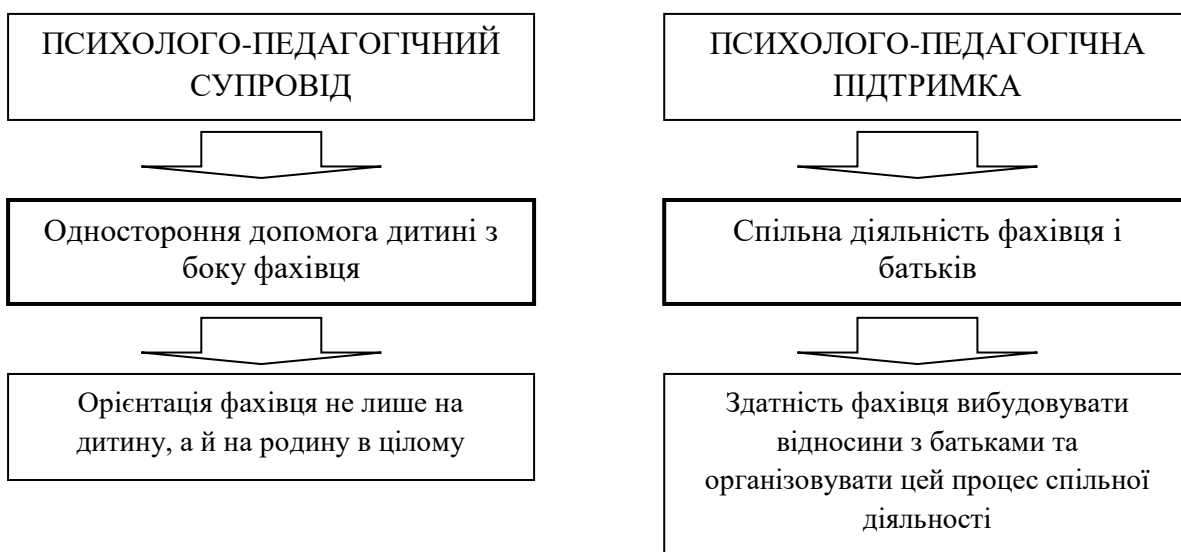 ПСИХОЛОГО-ПЕДАГОГІЧНИЙ
СУПРОВІД
Одностороння допомога дитині з
боку фахівця
Орієнтація фахівця не лише на
дитину, а й на родину в цілому
ПСИХОЛОГО-ПЕДАГОГІЧНА
ПІДТРИМКА
Спільна діяльність фахівця і
батьків
Здатність фахівця вибудовувати
відносини з батьками та
організовувати цей процес спільної
діяльності